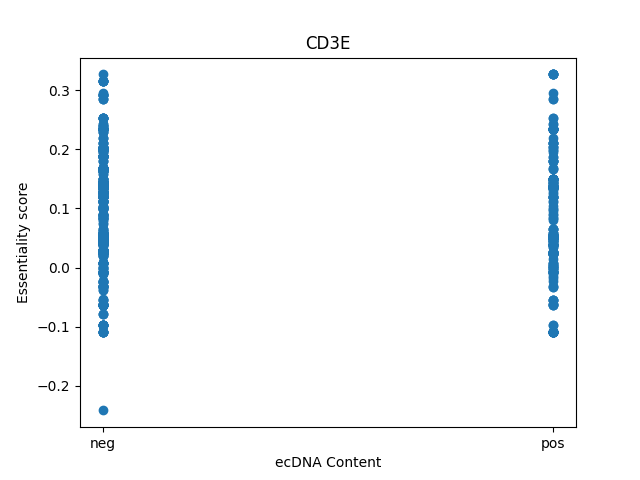 CD3E
Essentiality score
0.3
0.2
0.1
0.0
−0.1
−0.2
neg
pos
ecDNA Content